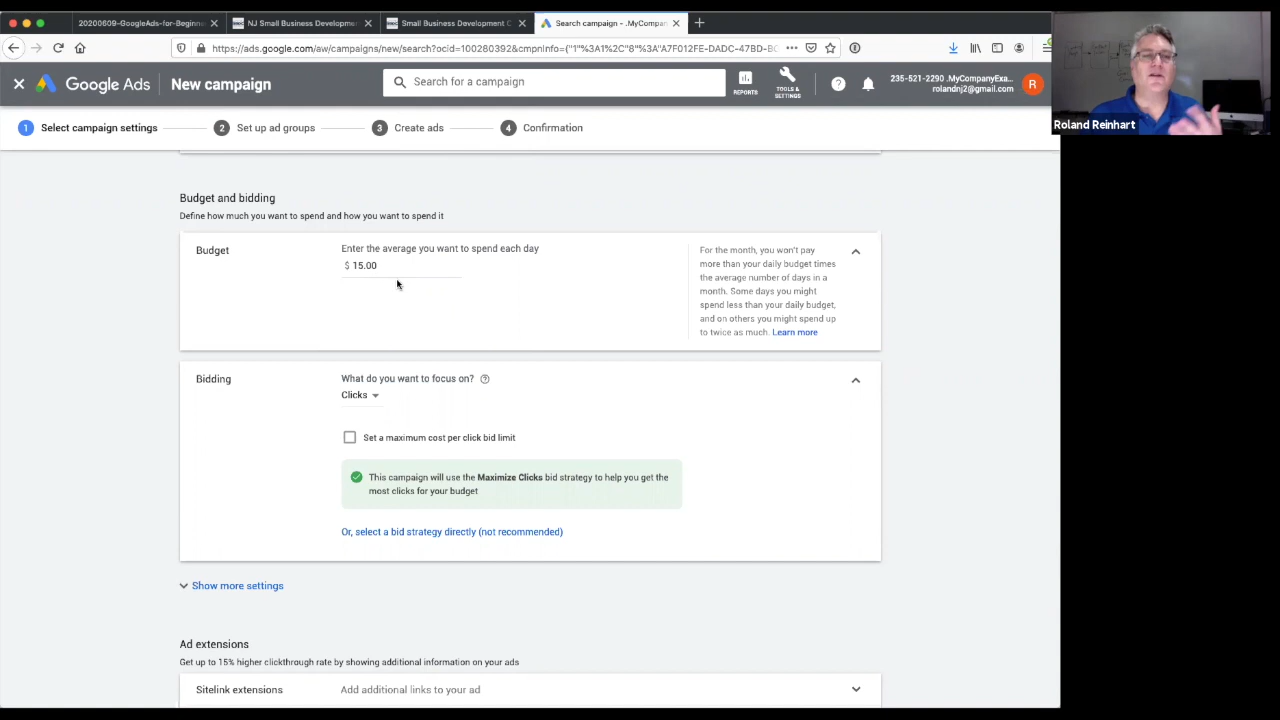 20200609-GoogleAds-for-Beginne
NJ Small Business Developmen
Small Business Development C
Search campaign - .MyCompan
https://ads.google.com/aw/campaigns/new/search?ocid=100280392&cmpnInfo={"1"%3A1%2C"8"%3A"A7F012FE-DADC-47BD-BC
Google Ads
New campaign
Search for a campaign
REPORTS
TOOLS &
SETTINGS
235-521-2290 .MyCompanyExa...
rolandnj2@gmail.com
R
Roland Reinhart
1 Select campaign settings
2 Set up ad groups
3 Create ads
4 Confirmation
Budget and bidding
Define how much you want to spend and how you want to spend it
Budget
Enter the average you want to spend each day
$ 15.00
For the month, you won't pay
more than your daily budget times
the average number of days in a
month. Some days you might
spend less than your daily budget,
and on others you might spend up
to twice as much. Learn more
Bidding
What do you want to focus on?
Clicks
Set a maximum cost per click bid limit
This campaign will use the Maximize Clicks bid strategy to help you get the
most clicks for your budget
Or, select a bid strategy directly (not recommended)
Show more settings
Ad extensions
Get up to 15% higher clickthrough rate by showing additional information on your ads
Sitelink extensions
Add additional links to your ad